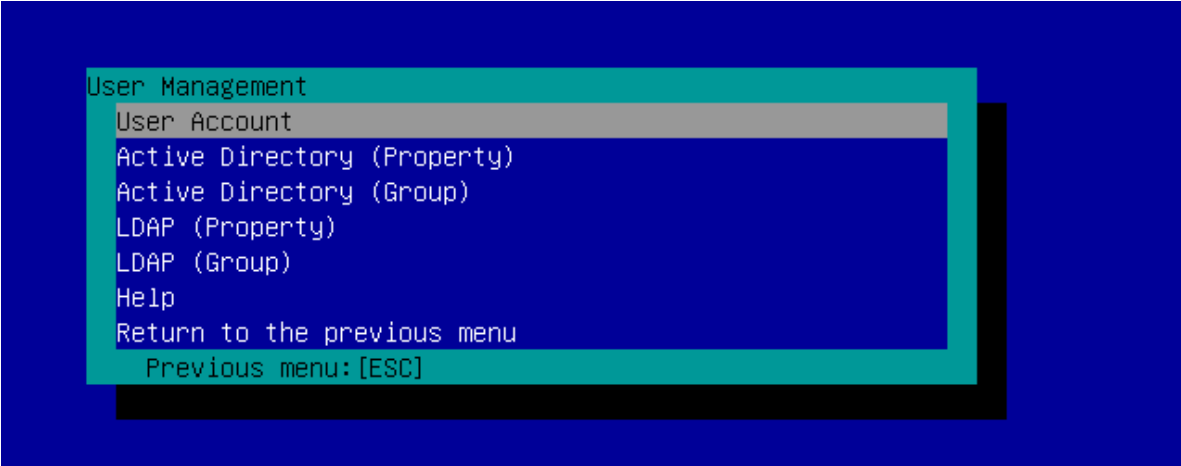 User Management
User Account
Active Directory (Property)
Active Directory (Group)
LDAP (Property)
LDAP (Group)
Help
Return to the previous menu
Previous menu:[ESC]